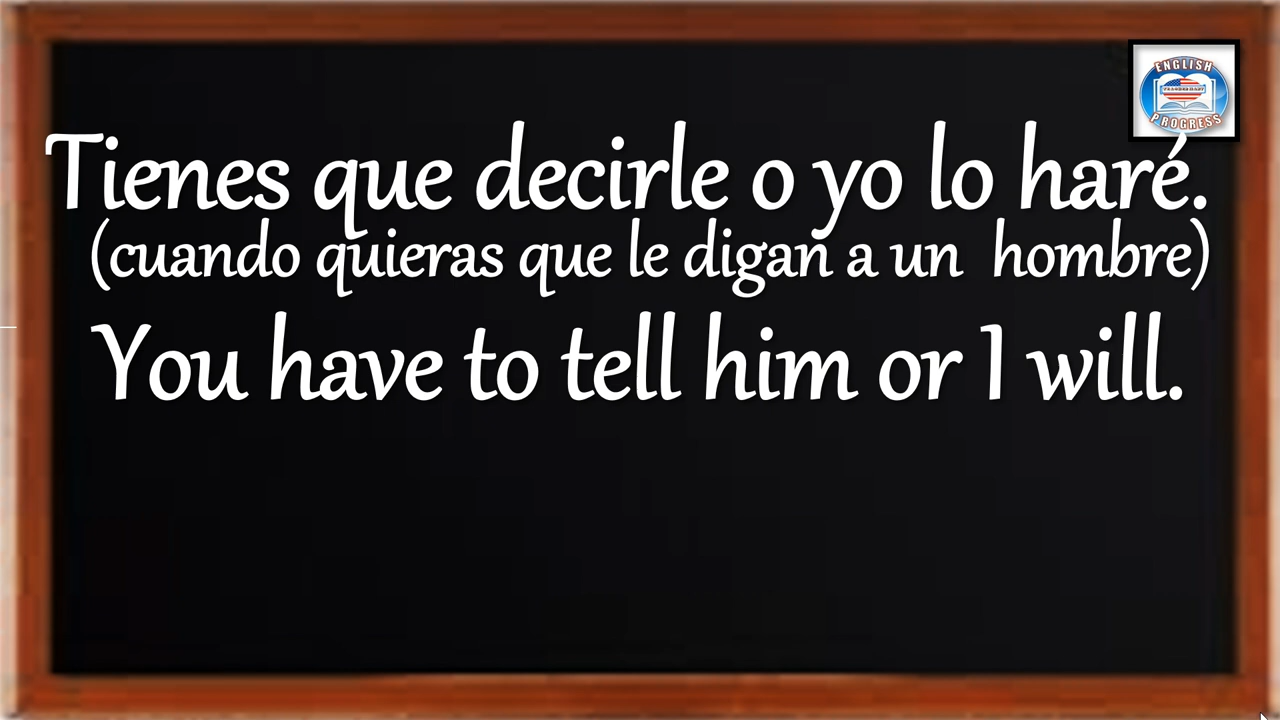 ENGLISH
PROGRESS
Tienes que decirle o yo lo haré.
(cuando quieras que le digan a un hombre)
You have to tell him or I will.